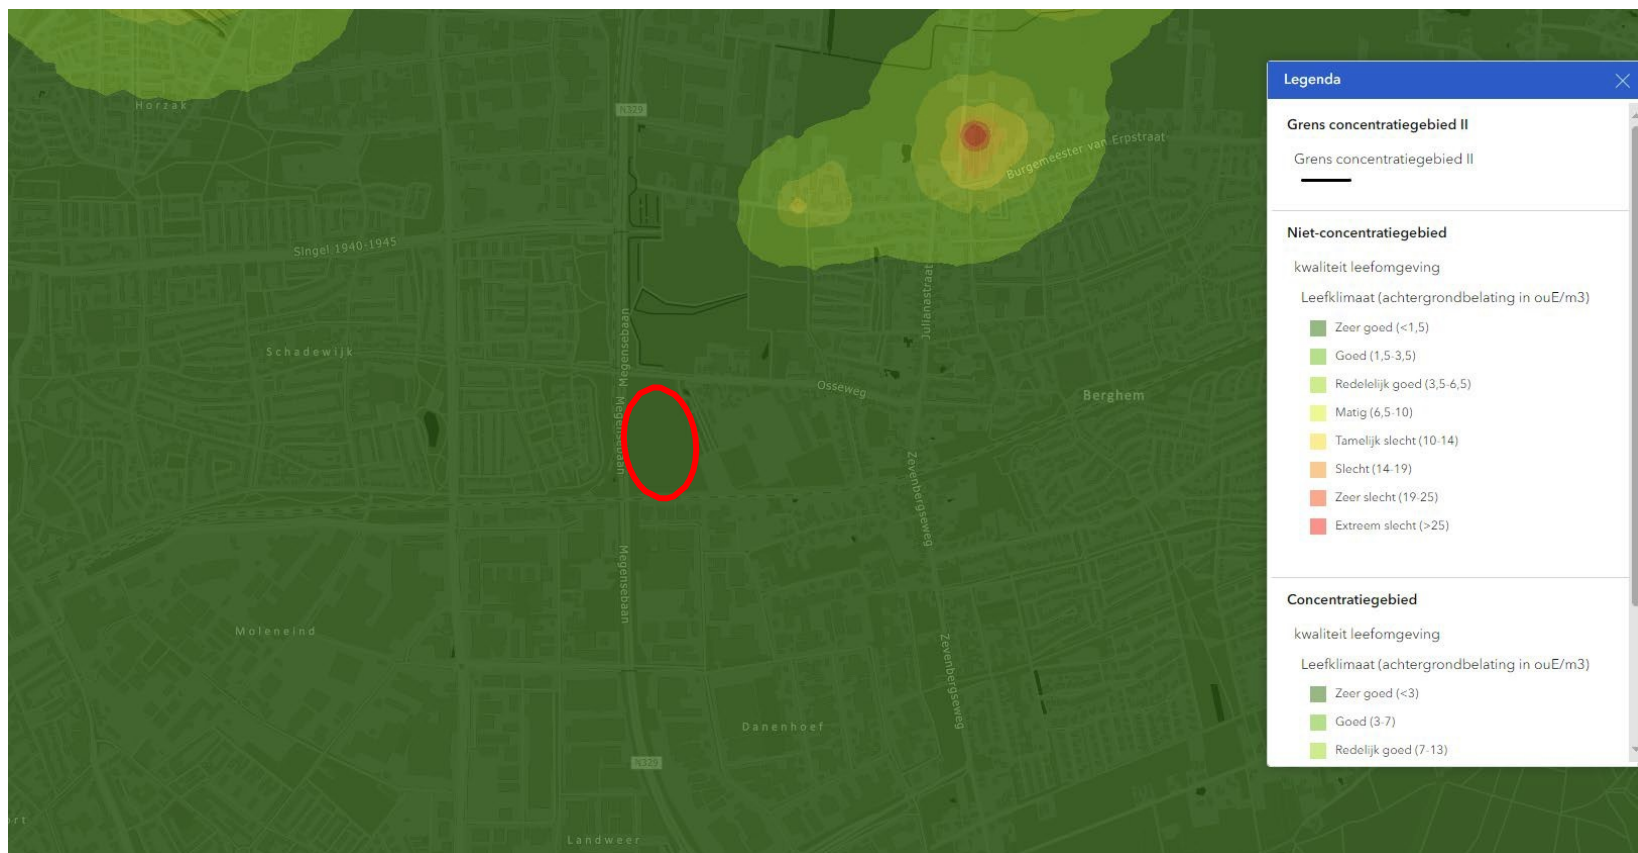 Horzak
N329
Burgemeester van Erpstraat
Singel 1940-1945
Julianastraat
Megensebaan
Schadewijk
Osseweg
Berghem
Megensebaan
Zevenbergseweg
Megensebaan
Moleneind
Zevenbergseweg
Danenhoef
N329
Landweer
Legenda
Grens concentratiegebied II
Grens concentratiegebied II
Niet-concentratiegebied
kwaliteit leefomgeving
Leefklimaat (achtergrondbelating in ouE/m3)
Zeer goed (<1,5)
Goed (1,5-3,5)
Redelelijk goed (3,5-6,5)
Matig (6,5-10)
Tamelijk slecht (10-14)
Slecht (14-19)
Zeer slecht (19-25)
Extreem slecht (>25)
Concentratiegebied
kwaliteit leefomgeving
Leefklimaat (achtergrondbelating in ouE/m3)
Zeer goed (<3)
Goed (3-7)
Redelijk goed (7-13)